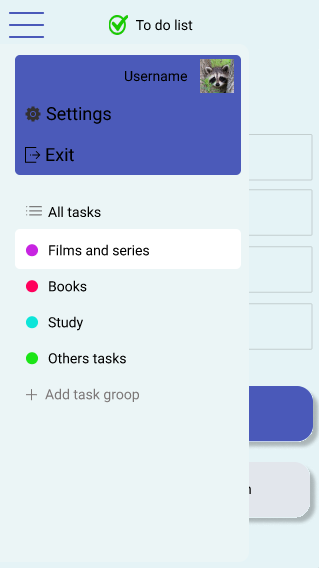 To do list
Username
Settings
Exit
All tasks
Films and series
Books
Study
Others tasks
Add task groop